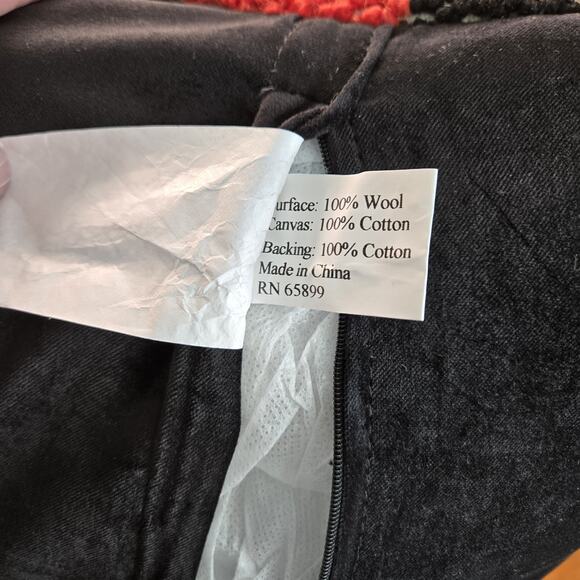 urface: 100% Wool
Canvas: 100% Cotton
Backing: 100% Cotton
Made in China
RN 65899